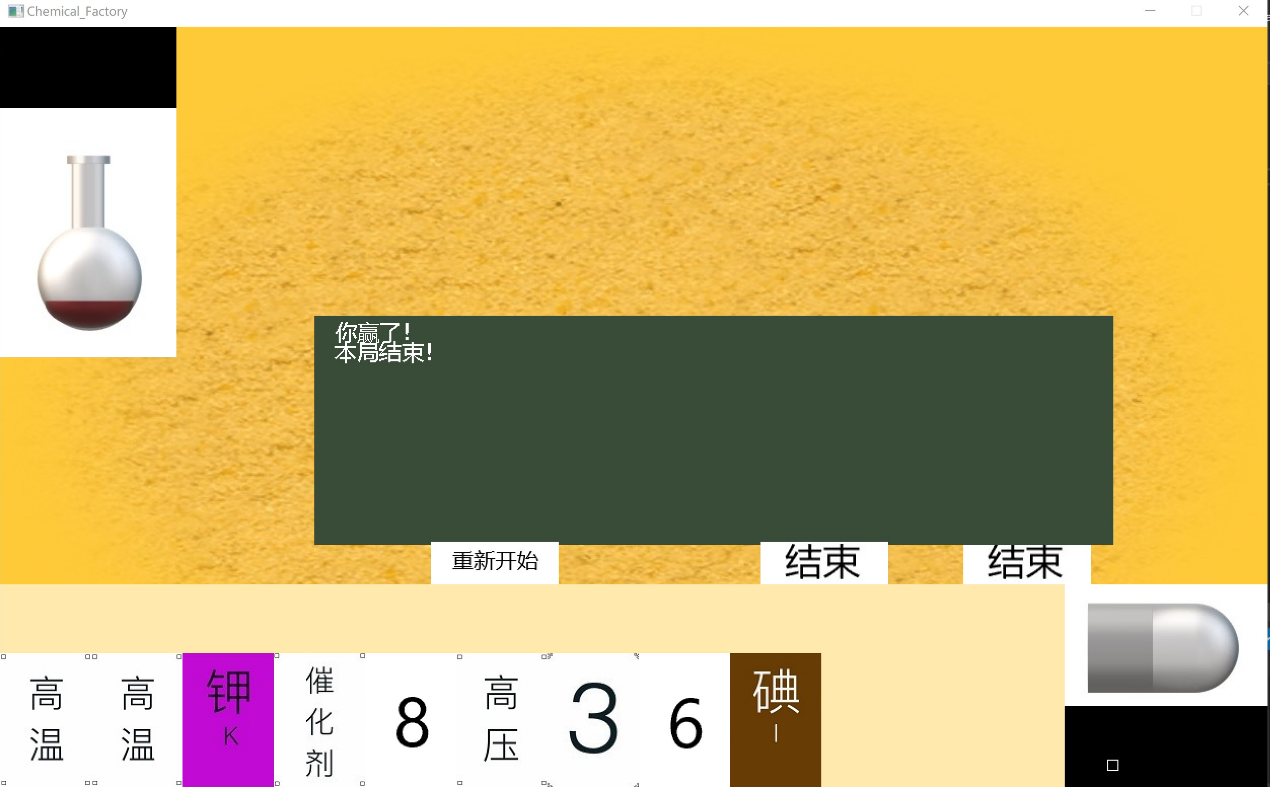 Chemical_Factory
你赢了!
本局结束!
重新开始
结束
结束
高温
高温
钾
K
催化剂
8
高压
3
6
碘
I